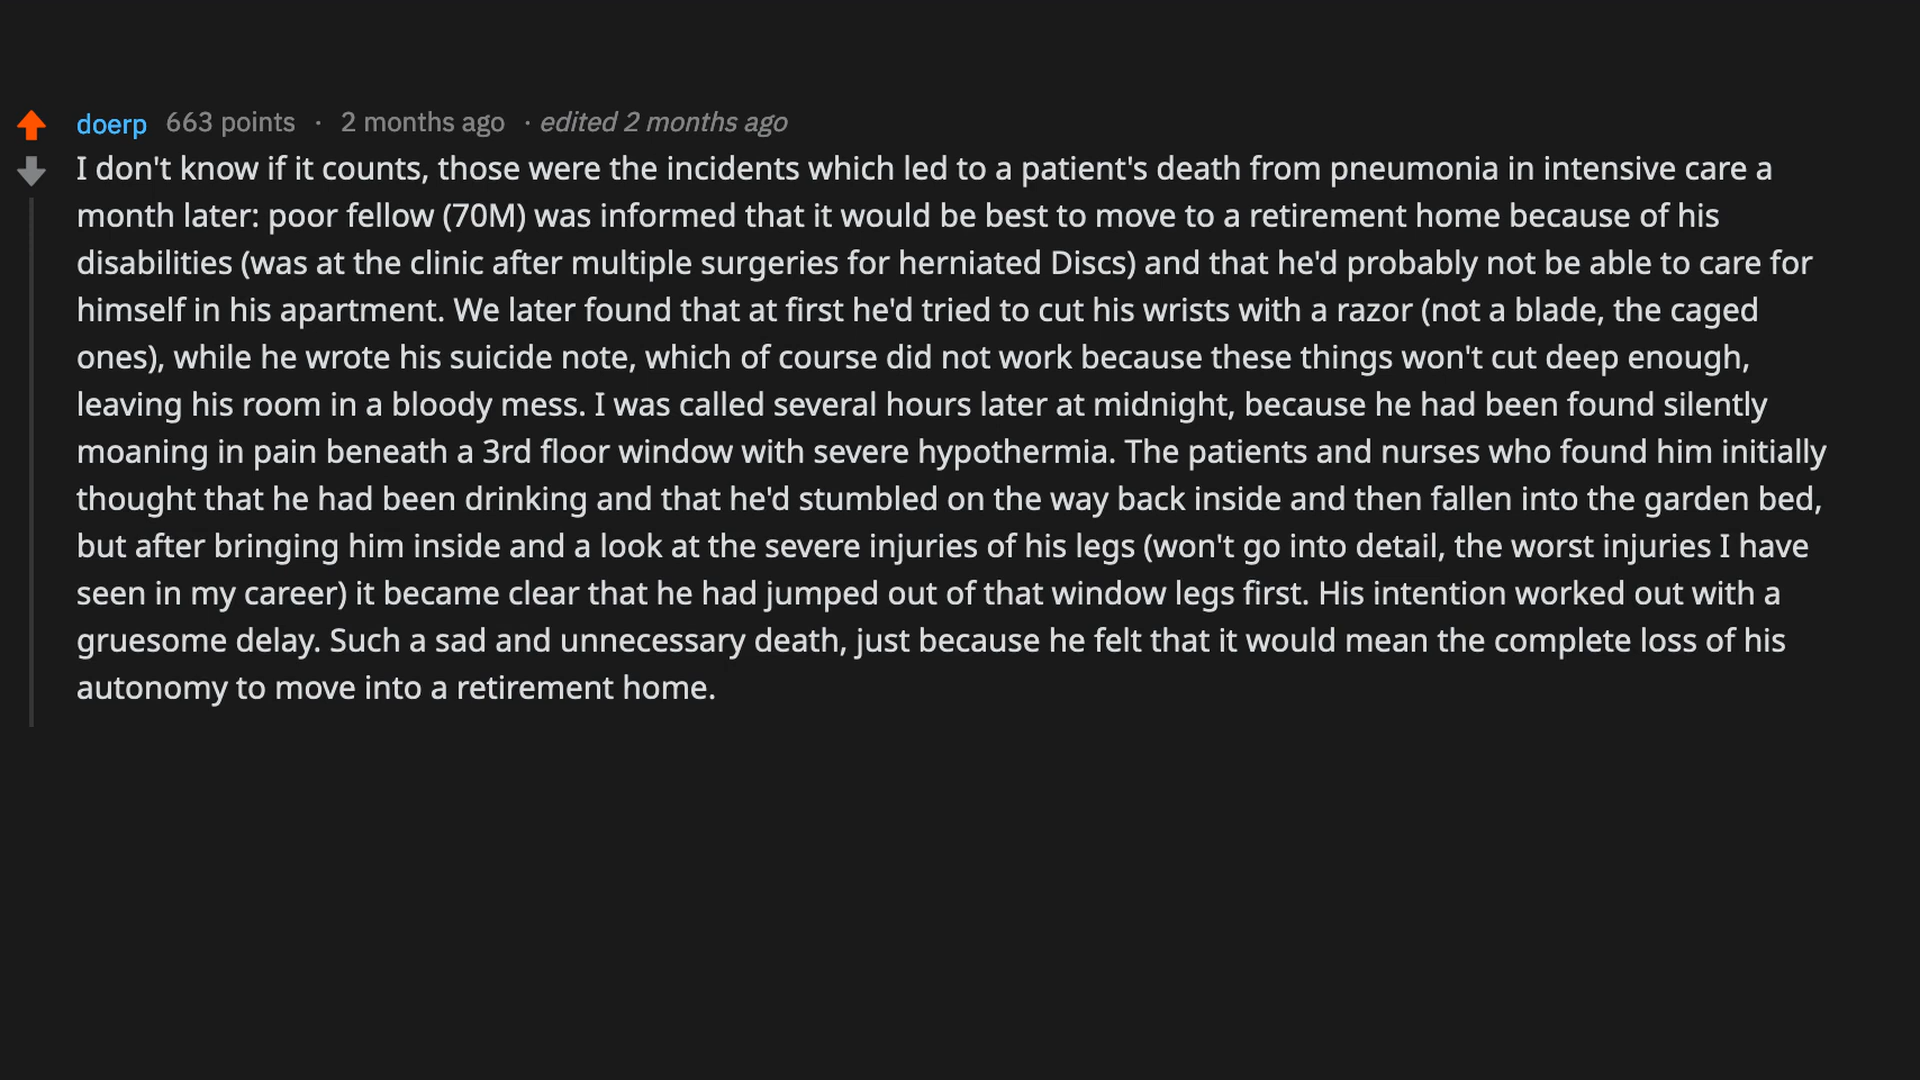 doerp 663 points · 2 months ago · edited 2 months ago
I don't know if it counts, those were the incidents which led to a patient's death from pneumonia in intensive care a
month later: poor fellow (70M) was informed that it would be best to move to a retirement home because of his
disabilities (was at the clinic after multiple surgeries for herniated Discs) and that he'd probably not be able to care for
himself in his apartment. We later found that at first he'd tried to cut his wrists with a razor (not a blade, the caged
ones), while he wrote his suicide note, which of course did not work because these things won't cut deep enough,
leaving his room in a bloody mess. I was called several hours later at midnight, because he had been found silently
moaning in pain beneath a 3rd floor window with severe hypothermia. The patients and nurses who found him initially
thought that he had been drinking and that he'd stumbled on the way back inside and then fallen into the garden bed,
but after bringing him inside and a look at the severe injuries of his legs (won't go into detail, the worst injuries I have
seen in my career) it became clear that he had jumped out of that window legs first. His intention worked out with a
gruesome delay. Such a sad and unnecessary death, just because he felt that it would mean the complete loss of his
autonomy to move into a retirement home.